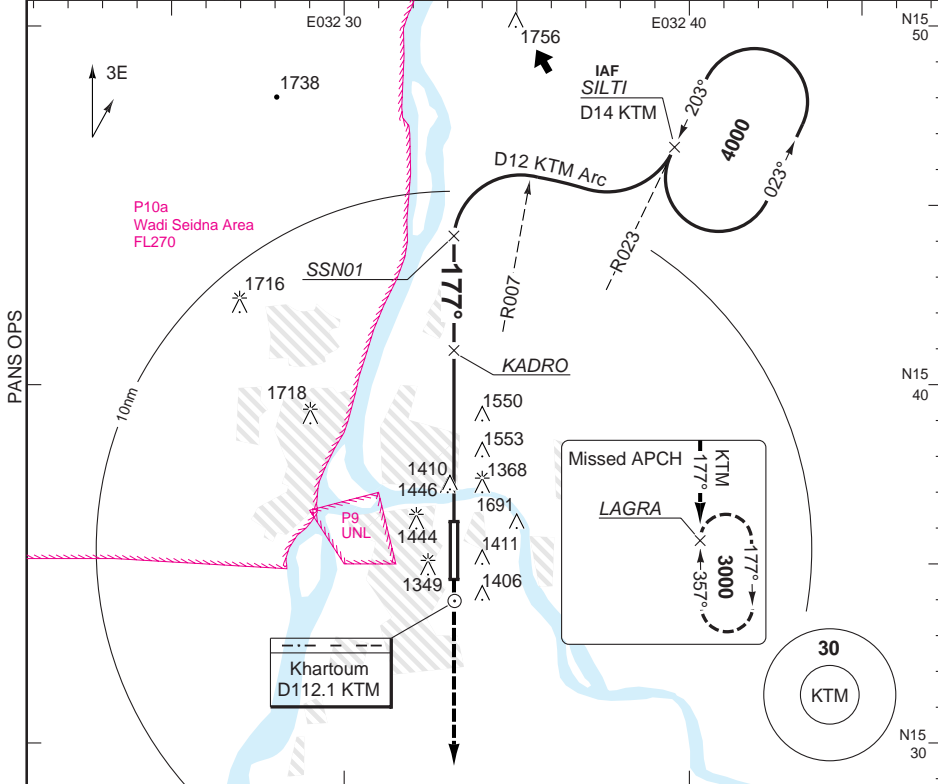 E032 30
E032 40
N15
50
1756
3E
1738
IAF
SILTI
D14 KTM
203°
4000
023°
D12 KTM Arc
P10a
Wadi Seidna Area
FL270
R023
SSN01
177°
R007
1716
KADRO
PANS OPS
N15
40
10nm
1718
1550
1553
1410
1368
1446
1691
P9
UNL
1444
1411
1349
1406
Missed APCH
KTM
177°
LAGRA
3000
177°
357°
Khartoum
D112.1 KTM
30
KTM
N15
30